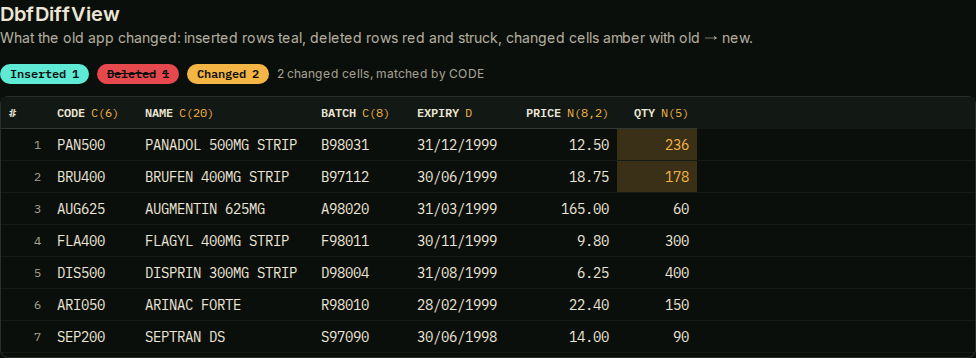 DbfDiffView
What the old app changed: inserted rows teal, deleted rows red and struck, changed cells amber with old → new.
Inserted 1 Deleted 1 Changed 2 2 changed cells, matched by CODE
# CODE C(6) NAME C(20) BATCH C(8) EXPIRY D PRICE N(8,2) QTY N(5)
1 PAN500 PANADOL 500MG STRIP B98031 31/12/1999 12.50 236
2 BRU400 BRUFEN 400MG STRIP B97112 30/06/1999 18.75 178
3 AUG625 AUGMENTIN 625MG A98020 31/03/1999 165.00 60
4 FLA400 FLAGYL 400MG STRIP F98011 30/11/1999 9.80 300
5 DIS500 DISPRIN 300MG STRIP D98004 31/08/1999 6.25 400
6 ARI050 ARINAC FORTE R98010 28/02/1999 22.40 150
7 SEP200 SEPTRAN DS S97090 30/06/1998 14.00 90